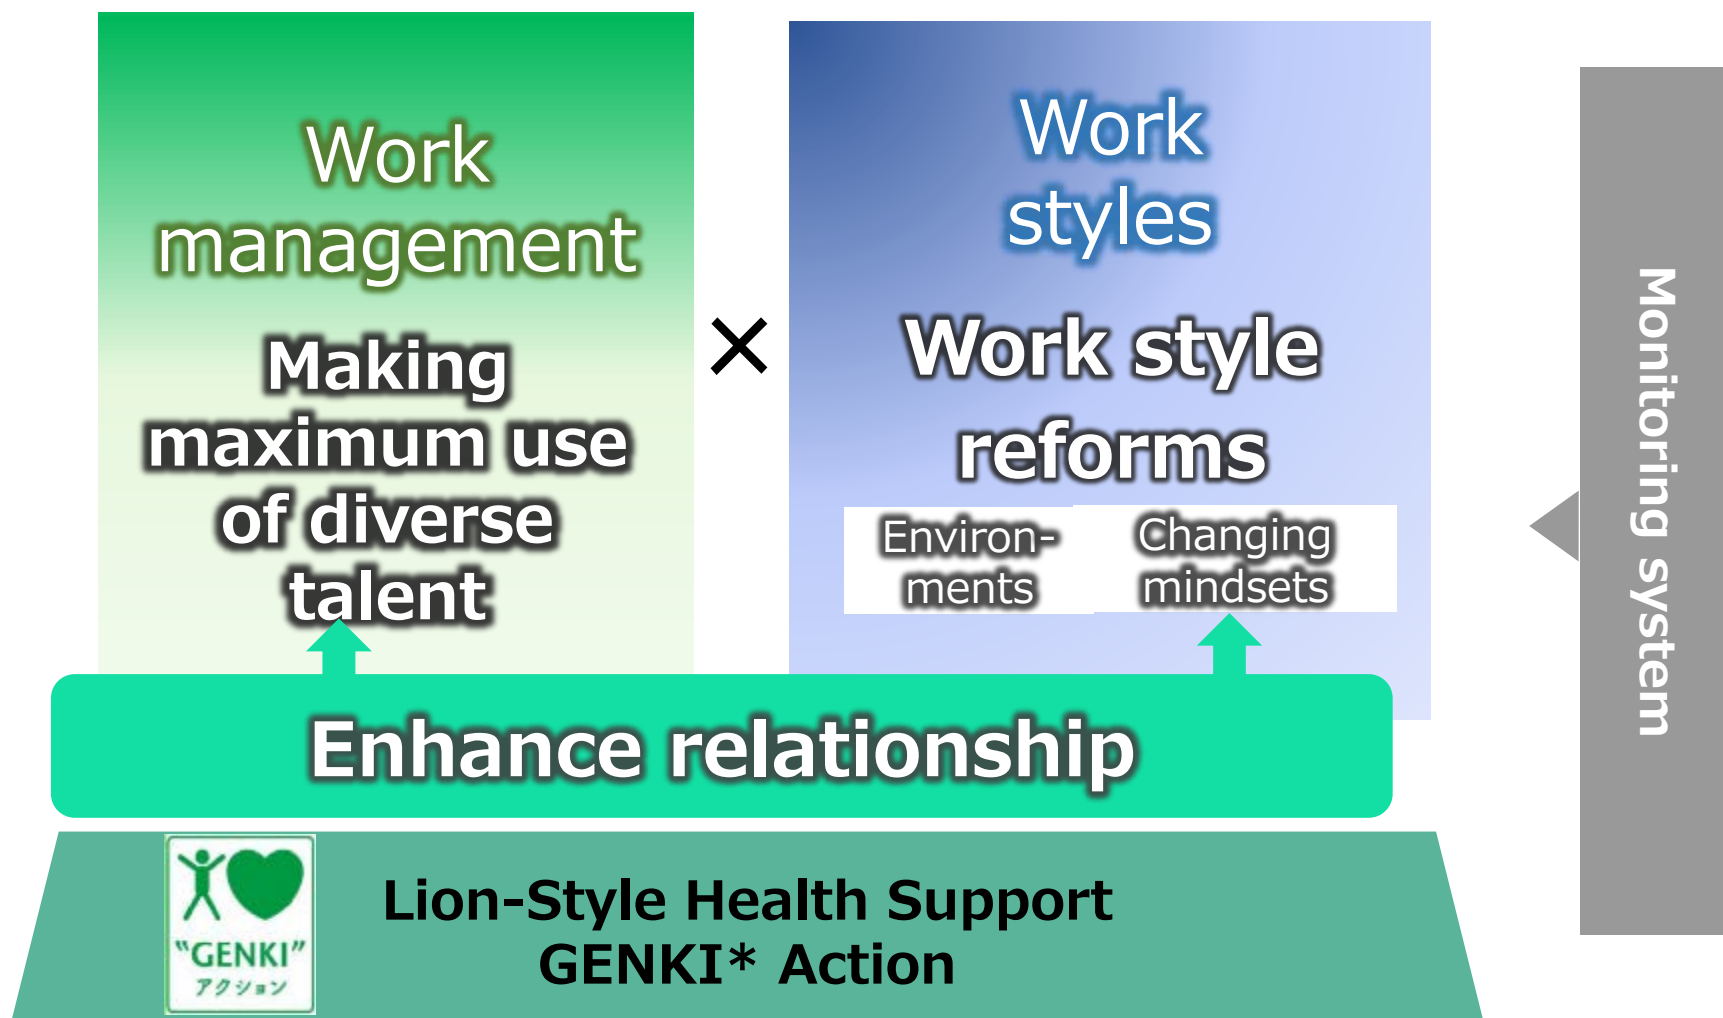 Work
management
Making
maximum use
of diverse
talent
×
Work
styles
Work style
reforms
Environ-
ments
Changing
mindsets
Monitoring system
Enhance relationship
"GENKI"
アクション
Lion-Style Health Support
GENKI* Action